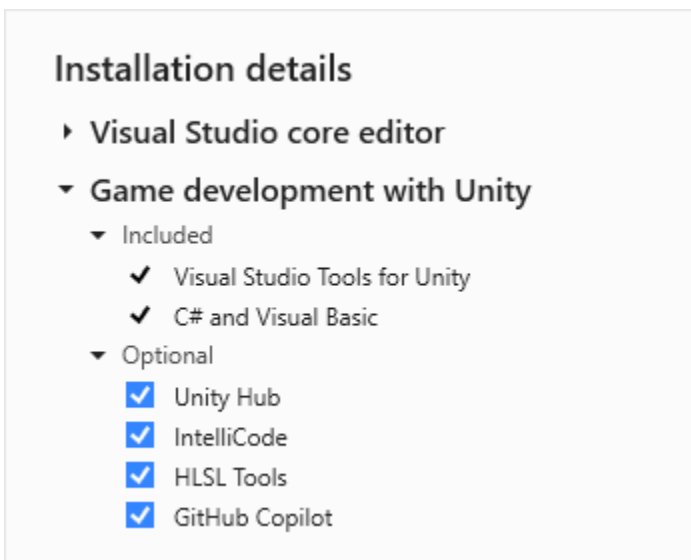 Installation details
Visual Studio core editor
Game development with Unity
Included
Visual Studio Tools for Unity
C# and Visual Basic
Optional
Unity Hub
IntelliCode
HLSL Tools
GitHub Copilot